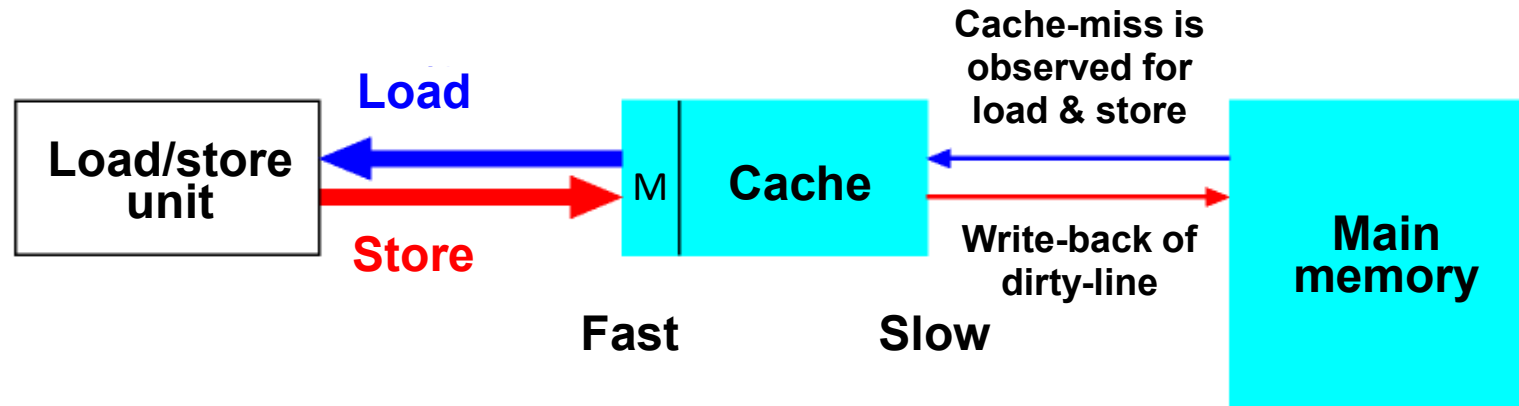 Load/store
unit
Load
Store
M
Cache
Cache-miss is
observed for
load & store
Write-back of
dirty-line
Main
memory
Fast
Slow